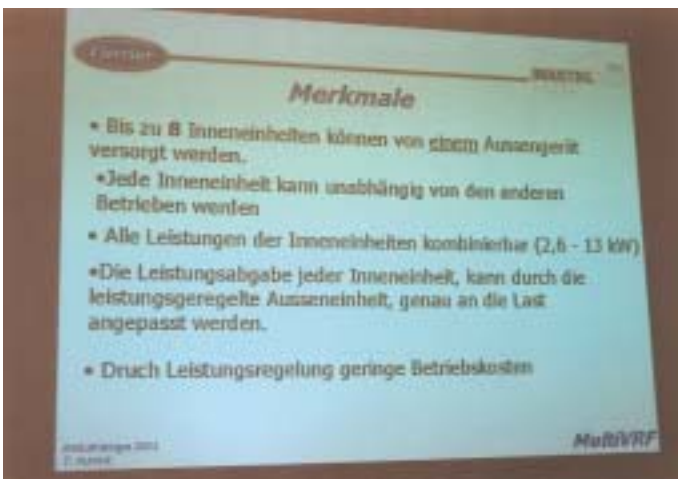 Carrier
Merkmale
• Bis zu 8 Inneneinheiten können von einem Aussengerät
versorgt werden.
•Jede Inneneinheit kann unabhängig von den anderen
Betrieben werden
• Alle Leistungen der Inneneinheiten kombinierbar (2,6 - 13 kW)
•Die Leistungsabgabe jeder Inneneinheit, kann durch die
leistungsgeregelte Ausseneinheit, genau an die Last
angepasst werden.
• Druch Leistungsregelung geringe Betriebskosten
MultiVRF